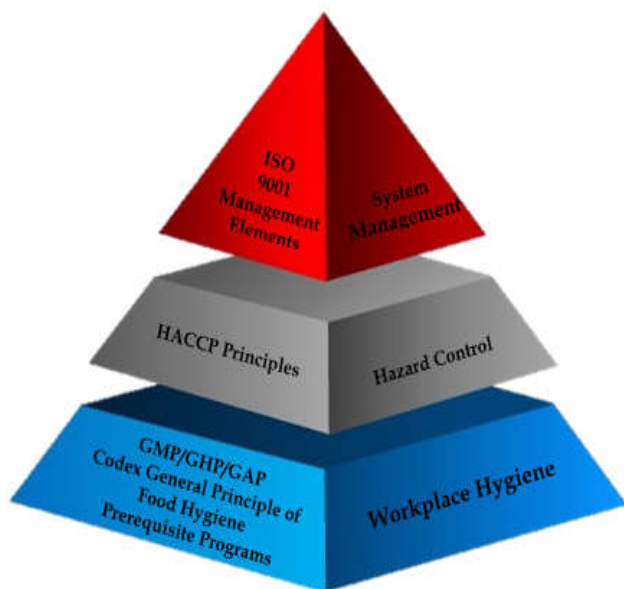 ISO
9001
Management
Elements
System
Management
HACCP Principles
Hazard Control
GMP/GHP/GAP
Codex General Principle of
Food Hygiene
Prerequisite Programs
Workplace Hygiene